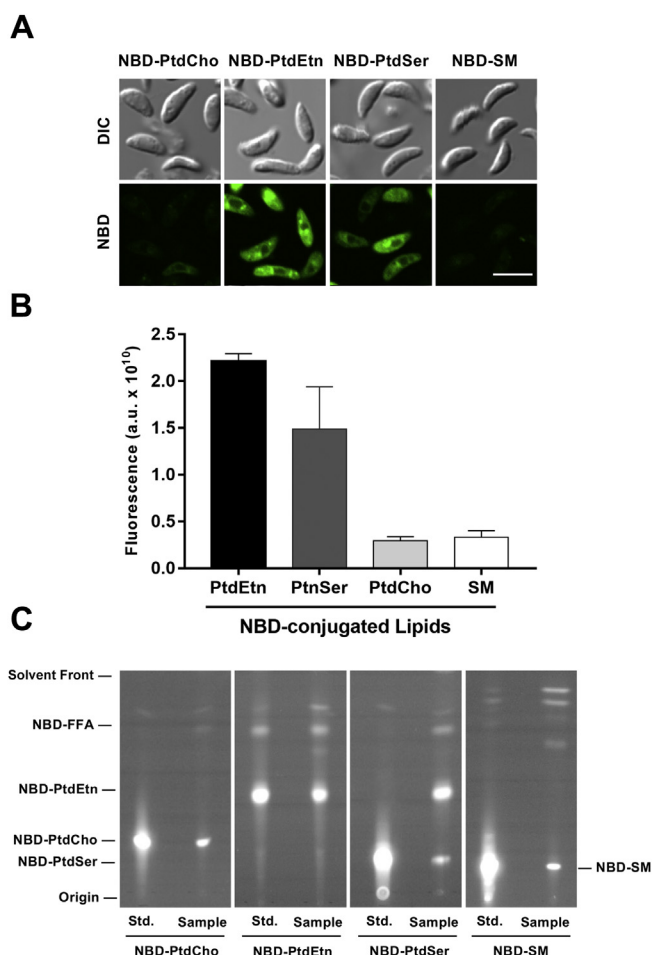 A
NBD-PtdCho NBD-PtdEtn NBD-PtdSer NBD-SM
DIC
NBD
B
Fluorescence (a.u. x 10¹⁰)
2.5
2.0
1.5
1.0
0.5
0.0
PtdEtn PtnSer PtdCho SM
NBD-conjugated Lipids
C
Solvent Front
NBD-FFA
NBD-PtdEtn
NBD-PtdCho
NBD-PtdSer
NBD-SM
Origin
Std. Sample Std. Sample Std. Sample Std. Sample
NBD-PtdCho NBD-PtdEtn NBD-PtdSer NBD-SM